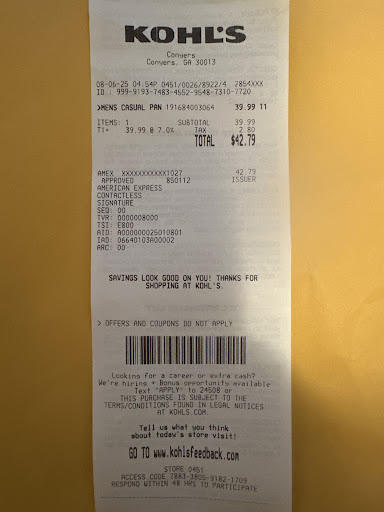 KOHL'S
Conyers
Conyers, GA 30013
08-06-25 04:54P 0451/0026/8922/4 2854XXX
ID: 999-9193-7483-4552-9548-7310-7720
>MENS CASUAL PAN 191684003064 39.99 11
ITEMS: 1 SUBTOTAL 39.99
T1= 39.99 @ 7.0% TAX 2.80
TOTAL $42.79
AMEX XXXXXXXXXXX1027 42.79
APPROVED 850112 ISSUER
AMERICAN EXPRESS
CONTACTLESS
SIGNATURE
SEQ: 00
TVR: 0000008000
TSI: E800
AID: A000000025010801
IAD: 06640103A00002
ARC: 00
SAVINGS LOOK GOOD ON YOU! THANKS FOR
SHOPPING AT KOHL'S.
> OFFERS AND COUPONS DO NOT APPLY
Looking for a career or extra cash?
We're hiring + Bonus opportunity available
Text "APPLY" to 24508 or
THIS PURCHASE IS SUBJECT TO THE
TERMS/CONDITIONS FOUND IN LEGAL NOTICES
AT KOHLS.COM.
Tell us what you think
about today's store visit!
GO TO www.kohlsfeedback.com
STORE 0451
ACCESS CODE 7883-3805-9182-1709
RESPOND WITHIN 48 HRS TO PARTICIPATE